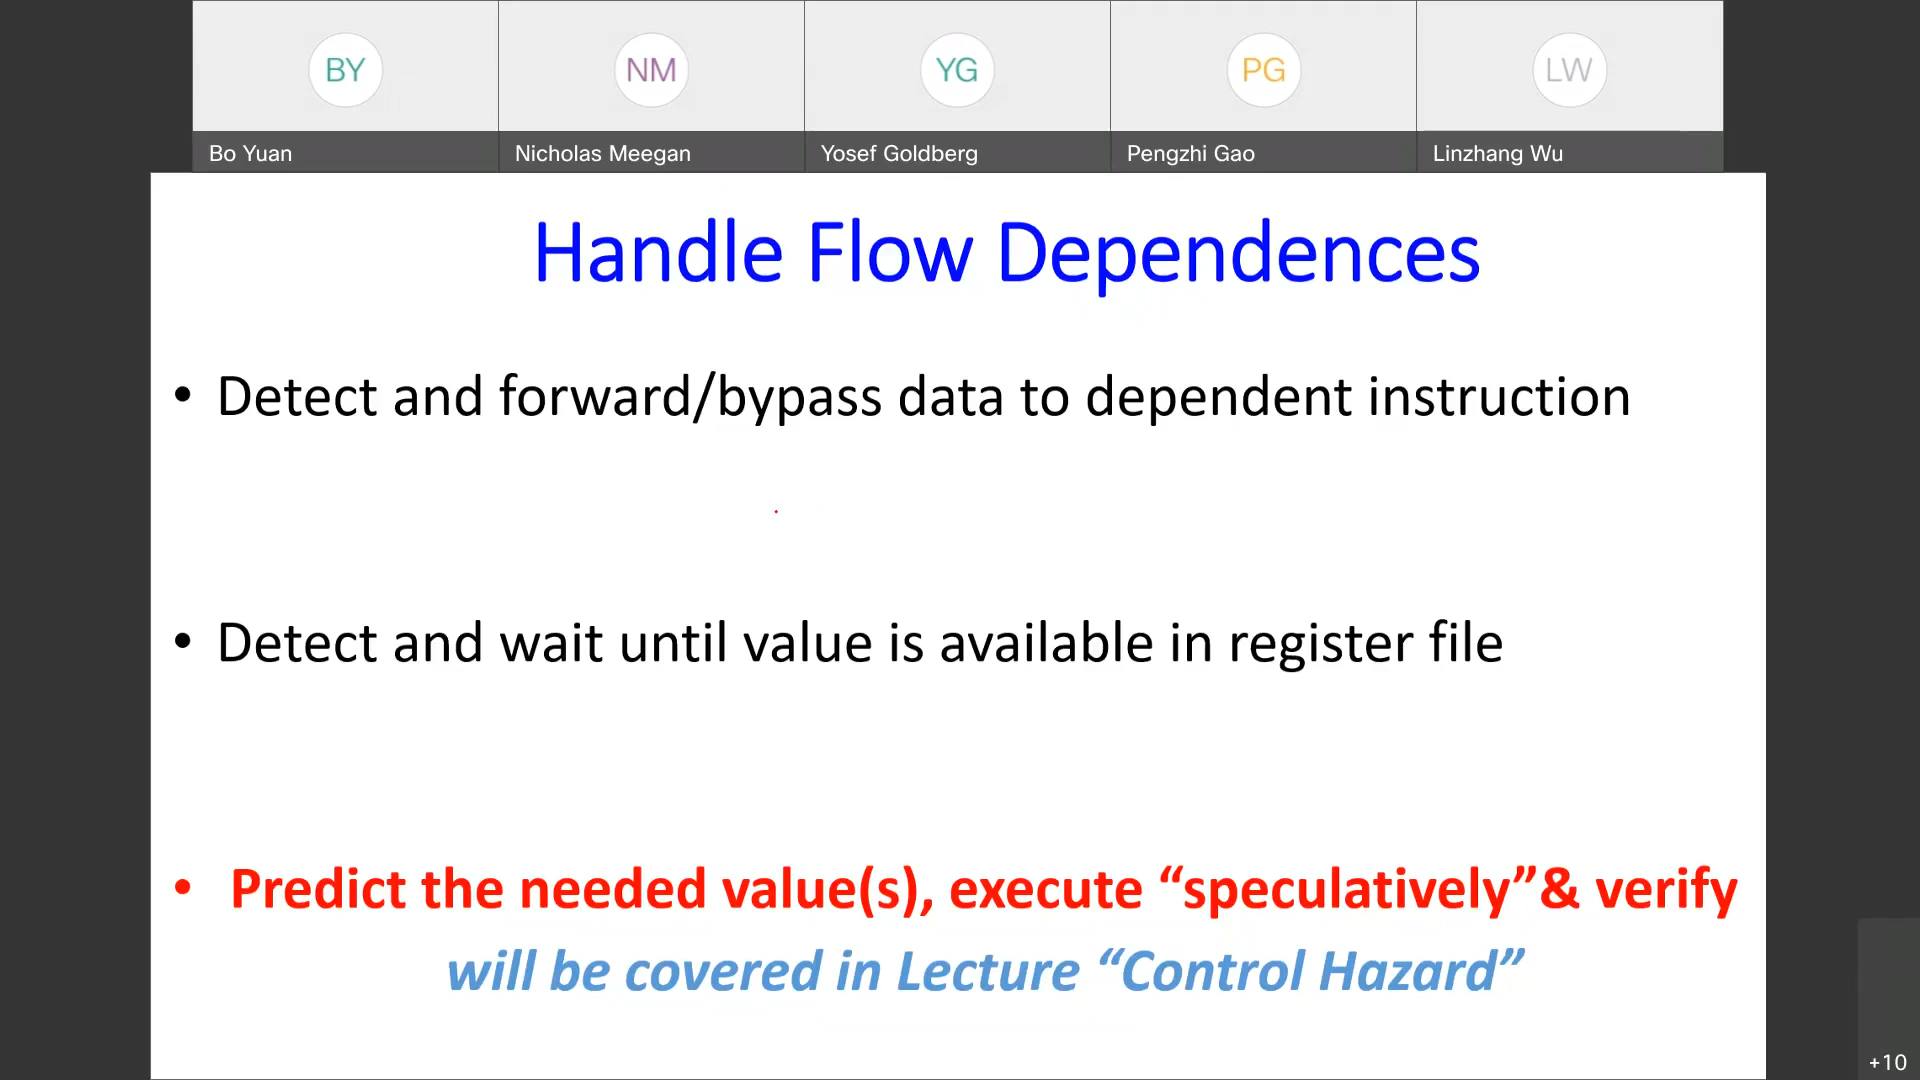 BY
NM
YG
PG
LW
Bo Yuan
Nicholas Meegan
Yosef Goldberg
Pengzhi Gao
Linzhang Wu
Handle Flow Dependences
• Detect and forward/bypass data to dependent instruction
• Detect and wait until value is available in register file
• Predict the needed value(s), execute “speculatively”& verify
will be covered in Lecture “Control Hazard”
+10